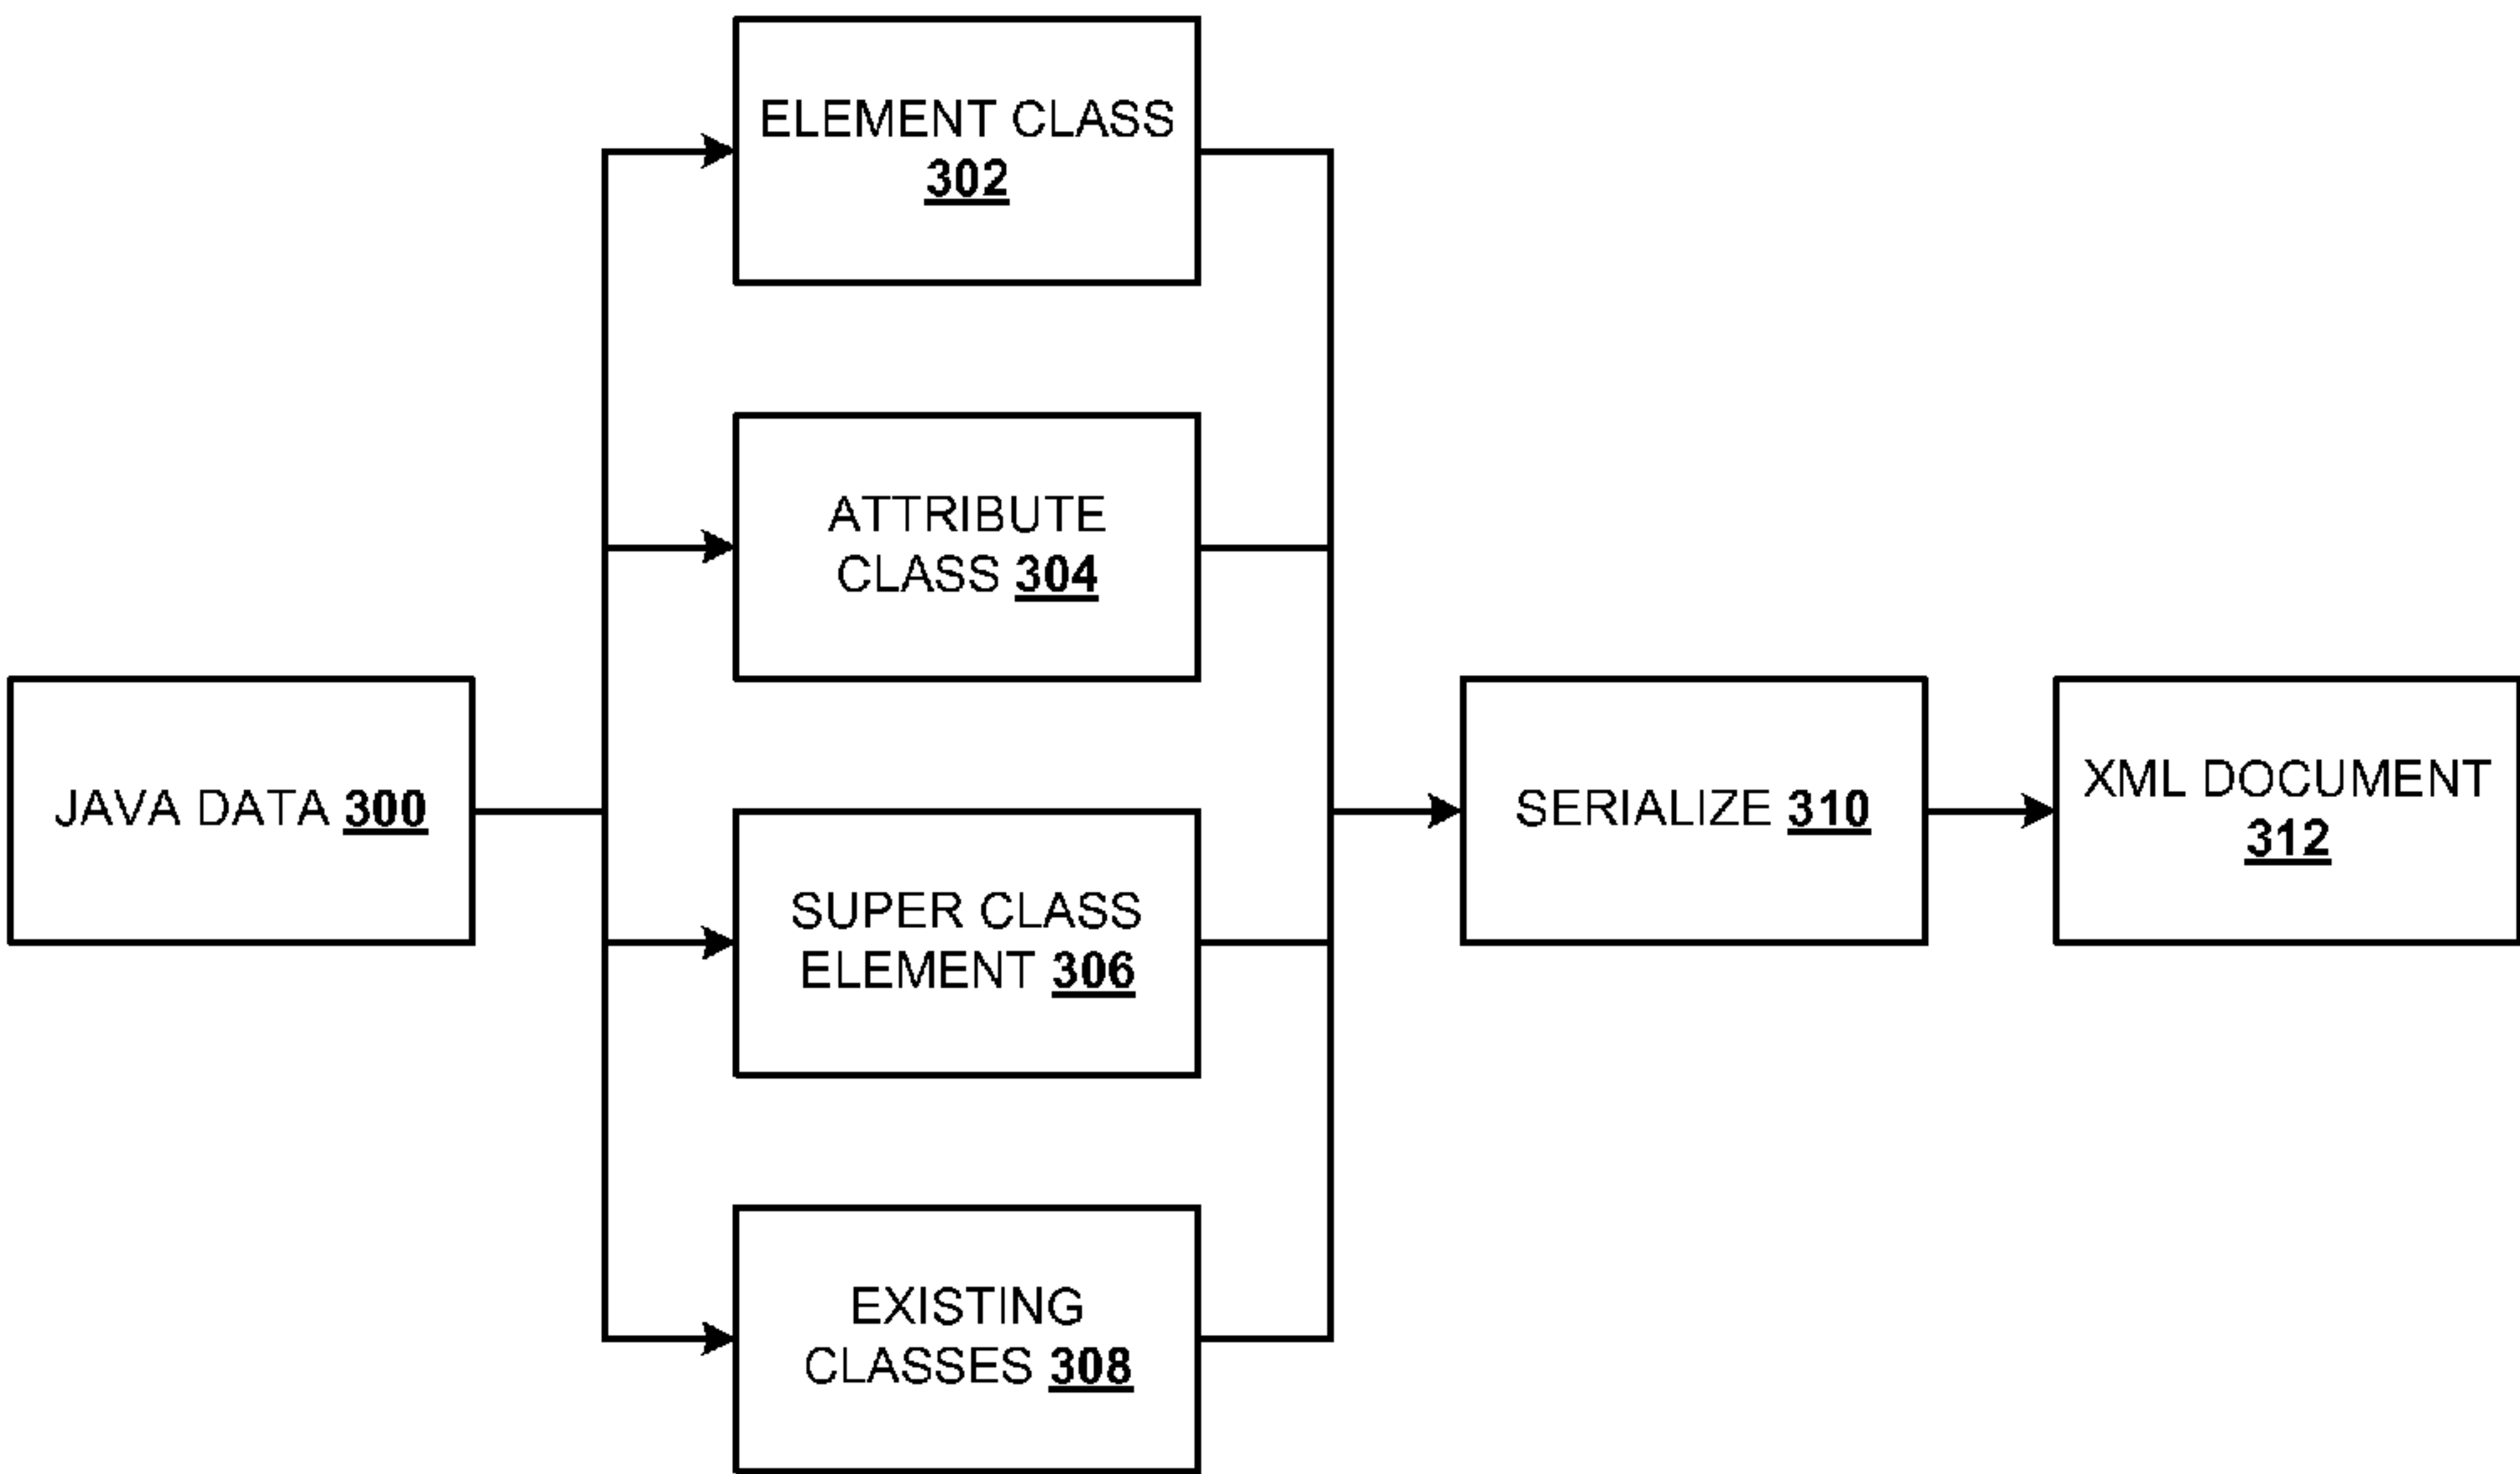 ELEMENT CLASS
302
ATTRIBUTE
CLASS 304
JAVA DATA 300
SUPER CLASS
ELEMENT 306
EXISTING
CLASSES 308
SERIALIZE 310
XML DOCUMENT
312